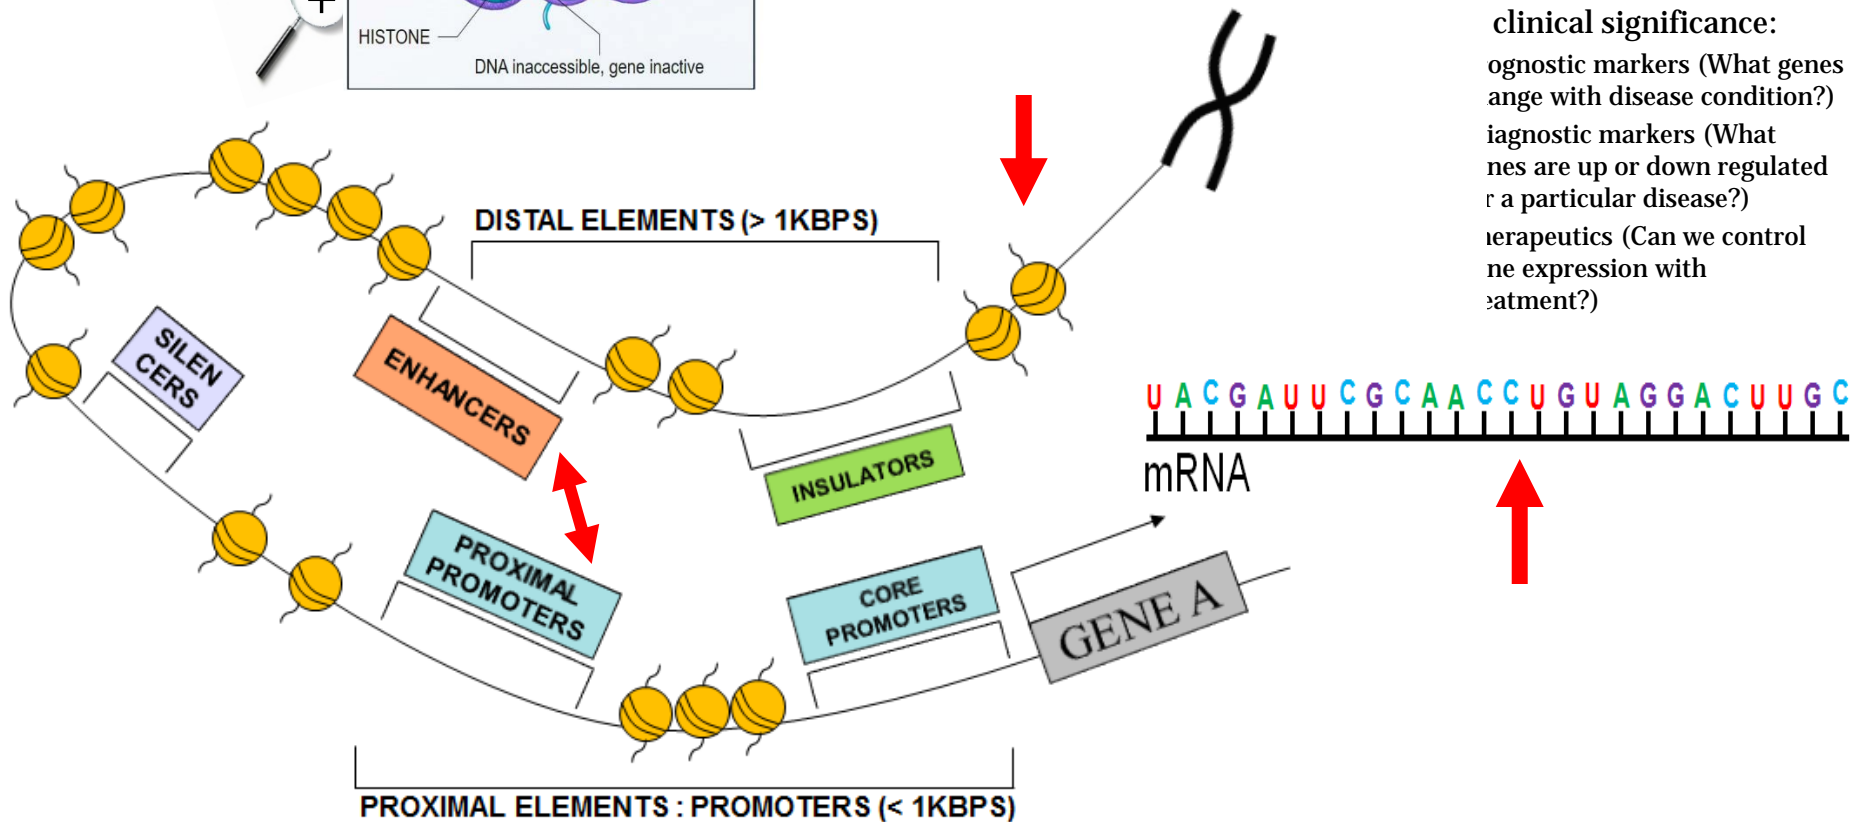 +
HISTONE
DNA inaccessible, gene inactive
clinical significance:
ognostic markers (What genes
ange with disease condition?)
iagnostic markers (What
nes are up or down regulated
r a particular disease?)
herapeutics (Can we control
ne expression with
eatment?)
DISTAL ELEMENTS (> 1KBPS)
SILEN
CERS
ENHANCERS
INSULATORS
UACGAUUCGCAACCUGUAGGACUUGC
mRNA
PROXIMAL
PROMOTERS
CORE
PROMOTERS
GENE A
PROXIMAL ELEMENTS : PROMOTERS (< 1KBPS)